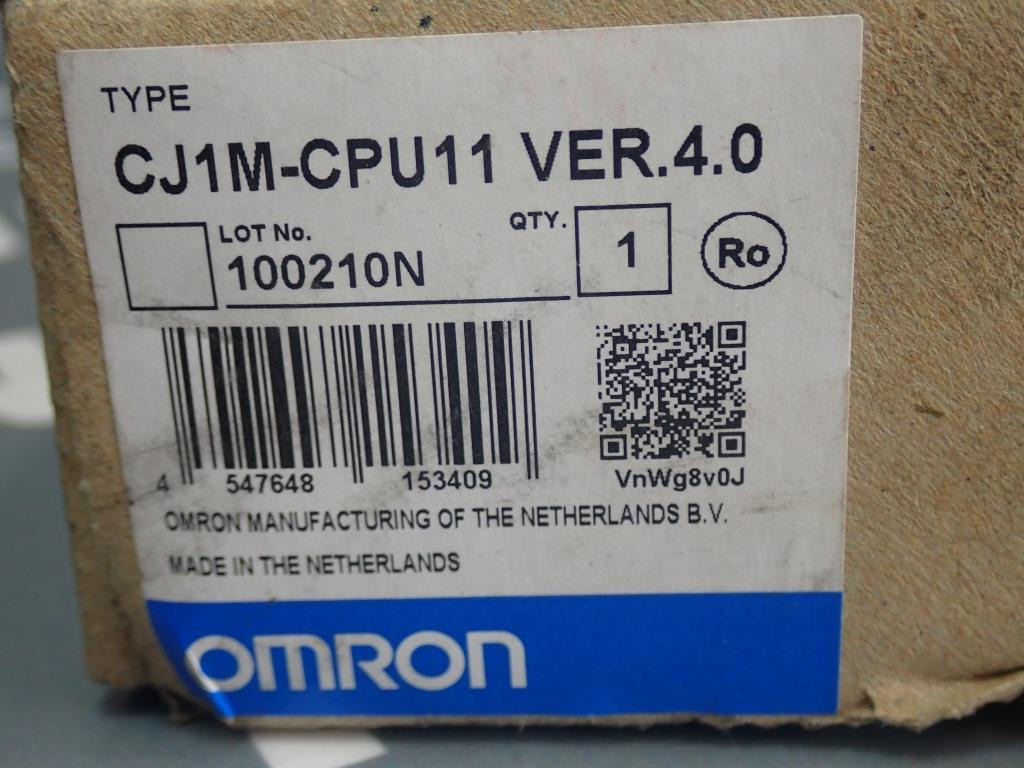 TYPE
CJ1M-CPU11 VER.4.0
LOT No.
100210N
QTY.
1
Ro
4 547648 153409
VnWg8v0J
OMRON MANUFACTURING OF THE NETHERLANDS B.V.
MADE IN THE NETHERLANDS
OMRON